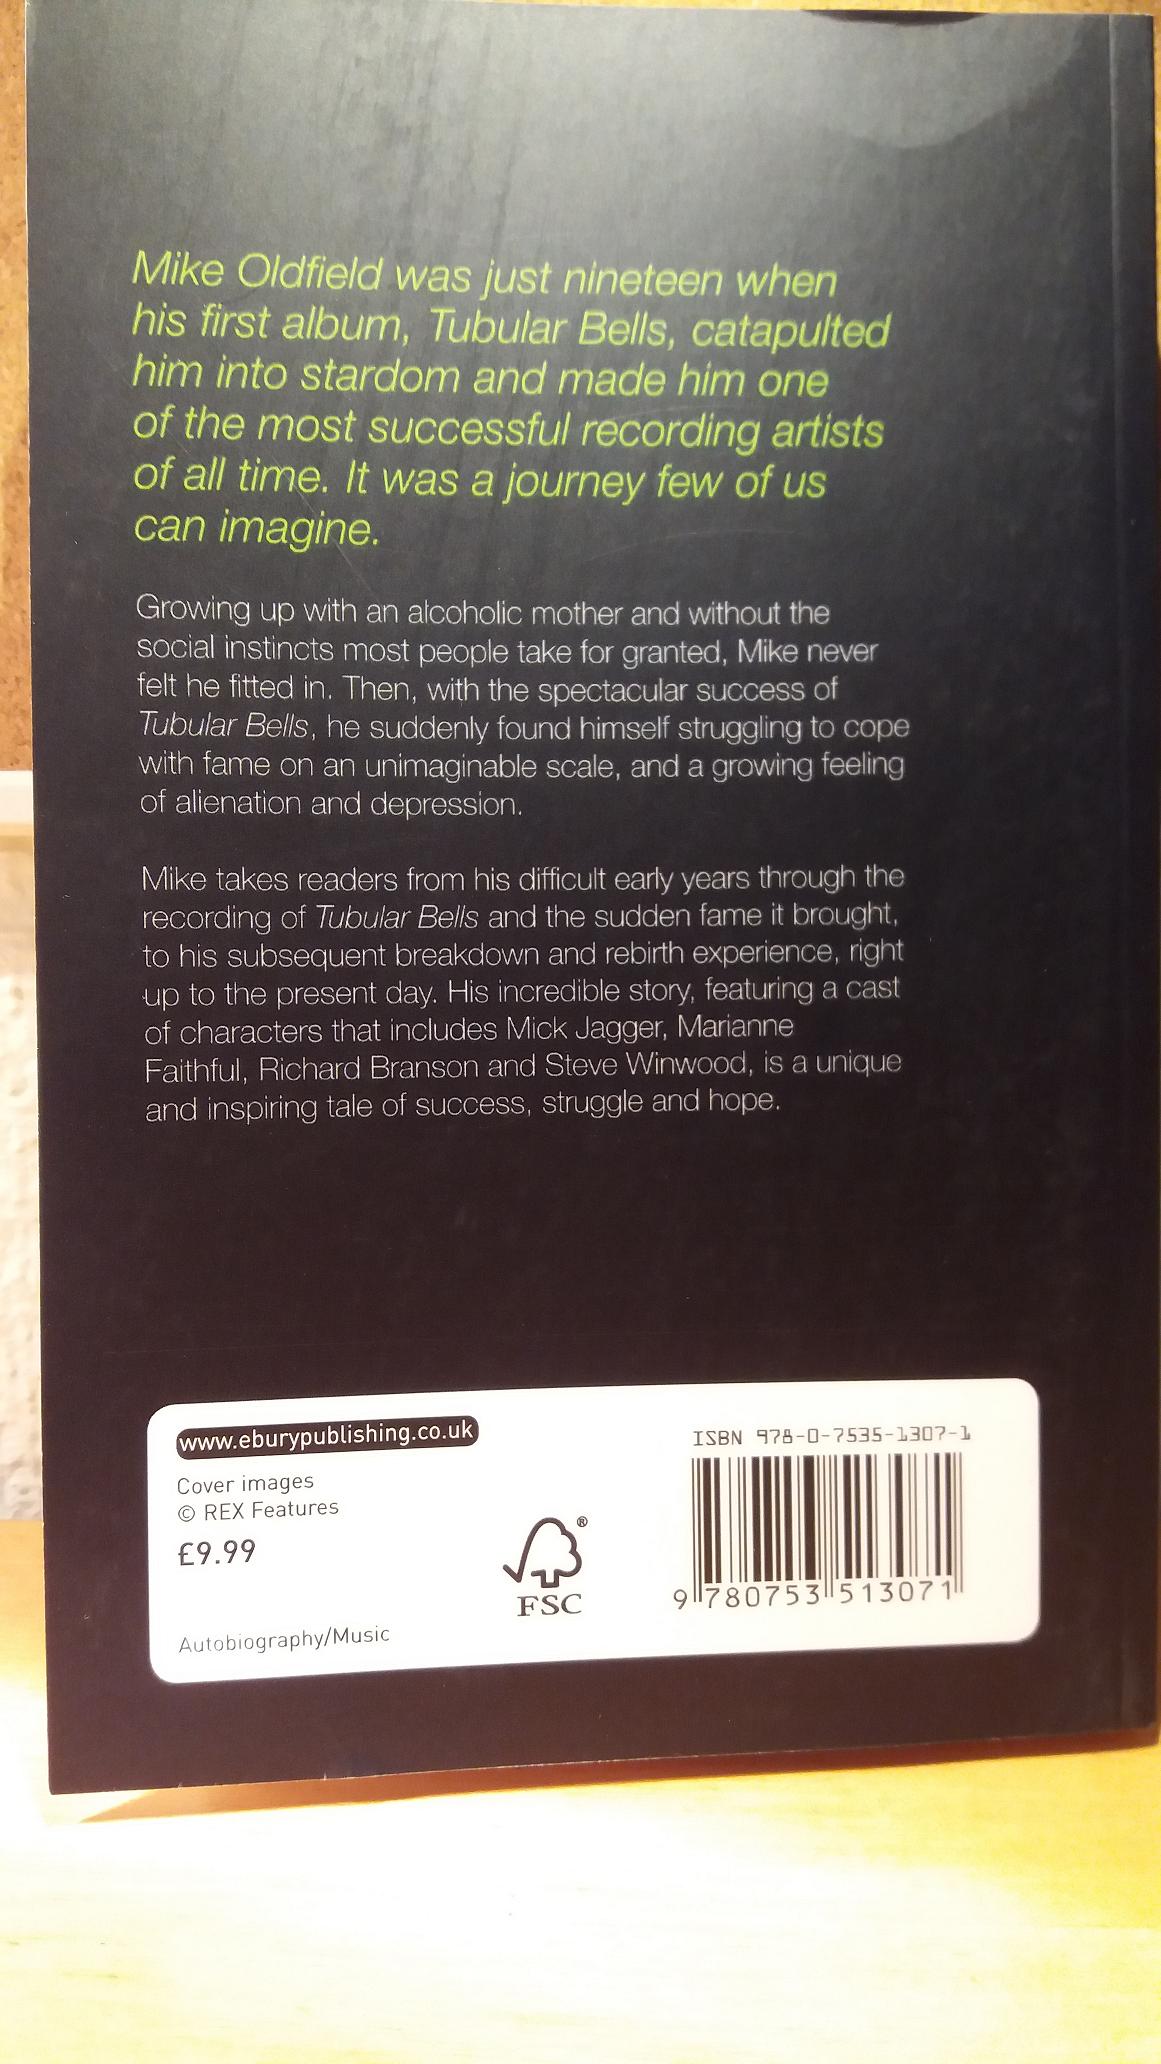 Mike Oldfield was just nineteen when
his first album, Tubular Bells, catapulted
him into stardom and made him one
of the most successful recording artists
of all time. It was a journey few of us
can imagine.
Growing up with an alcoholic mother and without the
social instincts most people take for granted, Mike never
felt he fitted in. Then, with the spectacular success of
Tubular Bells, he suddenly found himself struggling to cope
with fame on an unimaginable scale, and a growing feeling
of alienation and depression.
Mike takes readers from his difficult early years through the
recording of Tubular Bells and the sudden fame it brought,
to his subsequent breakdown and rebirth experience, right
up to the present day. His incredible story, featuring a cast
of characters that includes Mick Jagger, Marianne
Faithful, Richard Branson and Steve Winwood, is a unique
and inspiring tale of success, struggle and hope.
www.eburypublishing.co.uk
Cover images
© REX Features
£9.99
Autobiography/Music
®
FSC
ISBN 978-0-7535-1307-1
9 780753 513071